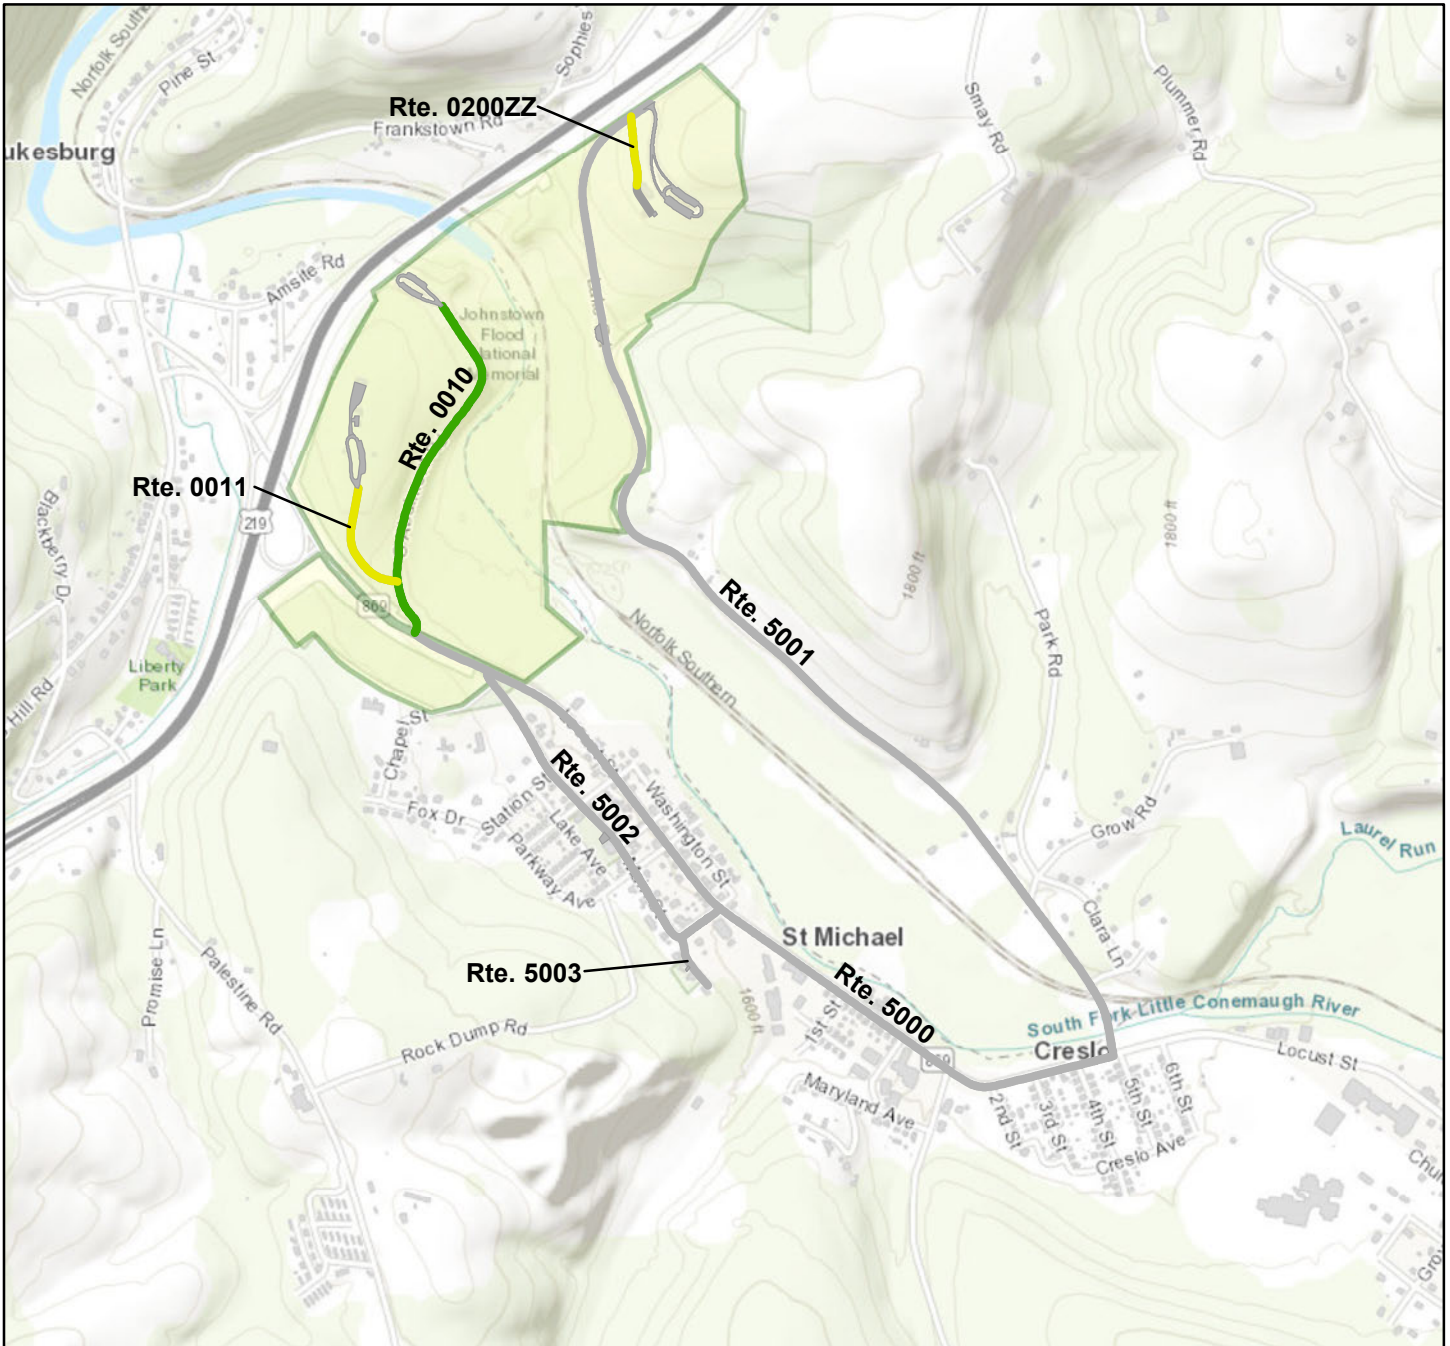 Norfolk Southe
Pine St
Sophies
Rte. 0200ZZ
Frankstown Rd
ukesburg
Smay Rd
Plummer Rd
Amsite Rd
Johnstown
Flood
National
Memorial
Rte. 0010
Rte. 0011
219
Blackberry Dr
1800 ft
1800 ft
869
Rte. 5001
Norfolk Southern
Park Rd
Liberty
Park
Hill Rd
Chapel St
Rte. 5002
Washington St
Station St
Fox Dr
Lake Ave
Parkway Ave
Grow Rd
Laurel Run
Clara Ln
St Michael
Promise Ln
Palestine Rd
Rte. 5003
1600 ft
Rte. 5000
1st St
South Fork Little Conemaugh River
Rock Dump Rd
Creslo
869
Locust St
Maryland Ave
2nd St
3rd St
4th St
5th St
6th St
Creslo Ave
Chu
Gro